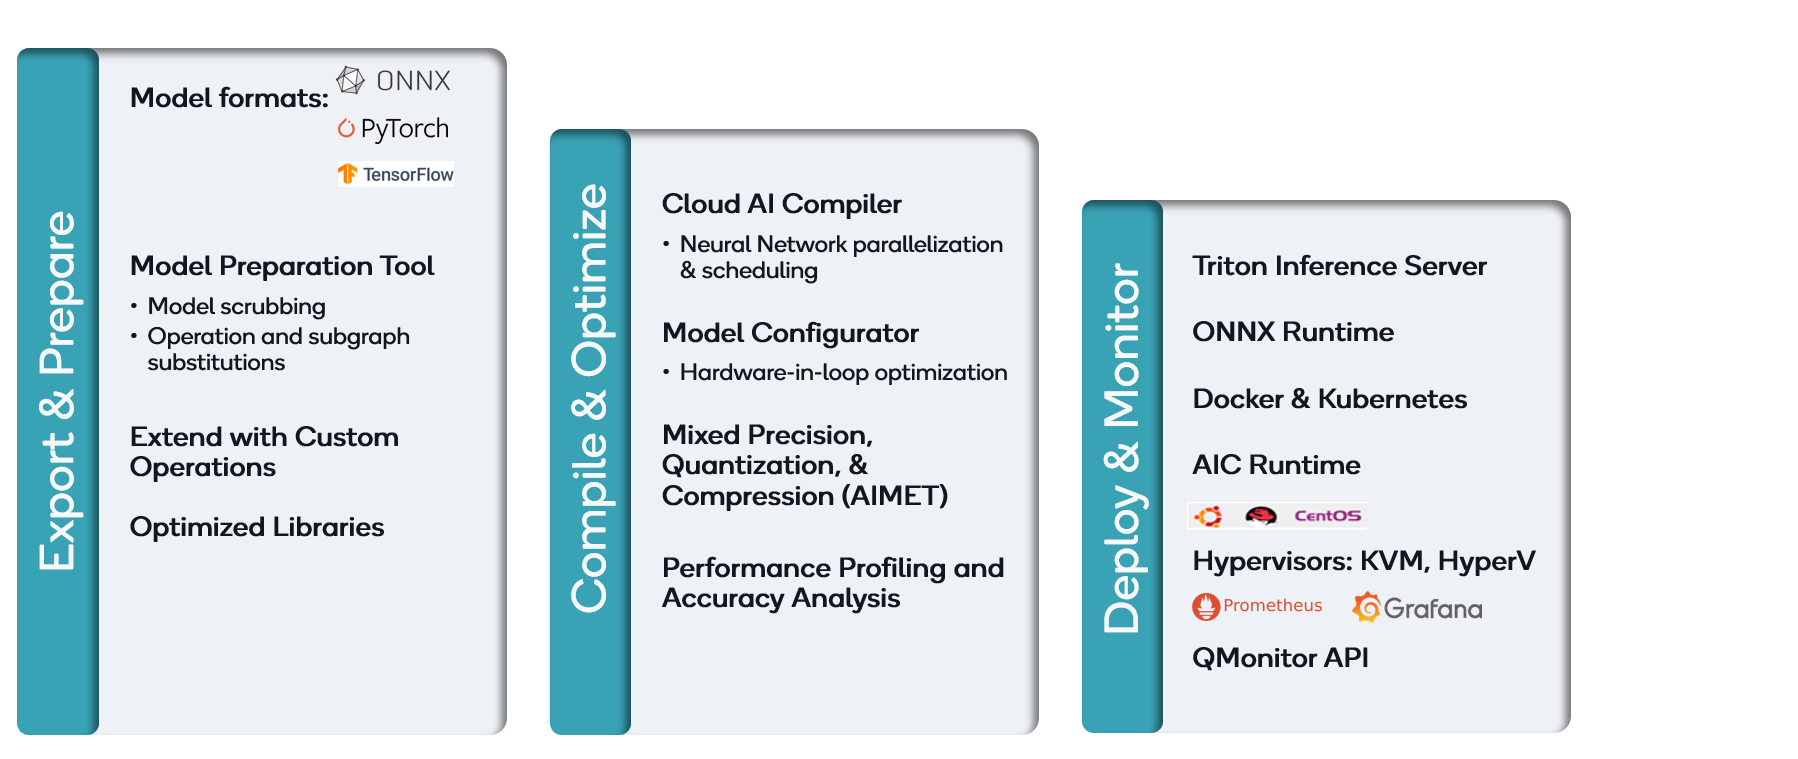 Export & Prepare
Model formats:
ONNX
PyTorch
TensorFlow
Model Preparation Tool
• Model scrubbing
• Operation and subgraph
substitutions
Extend with Custom
Operations
Optimized Libraries
Compile & Optimize
Cloud AI Compiler
• Neural Network parallelization
& scheduling
Model Configurator
• Hardware-in-loop optimization
Mixed Precision,
Quantization, &
Compression (AIMET)
Performance Profiling and
Accuracy Analysis
Deploy & Monitor
Triton Inference Server
ONNX Runtime
Docker & Kubernetes
AIC Runtime
CentOS
Hypervisors: KVM, HyperV
Prometheus Grafana
QMonitor API